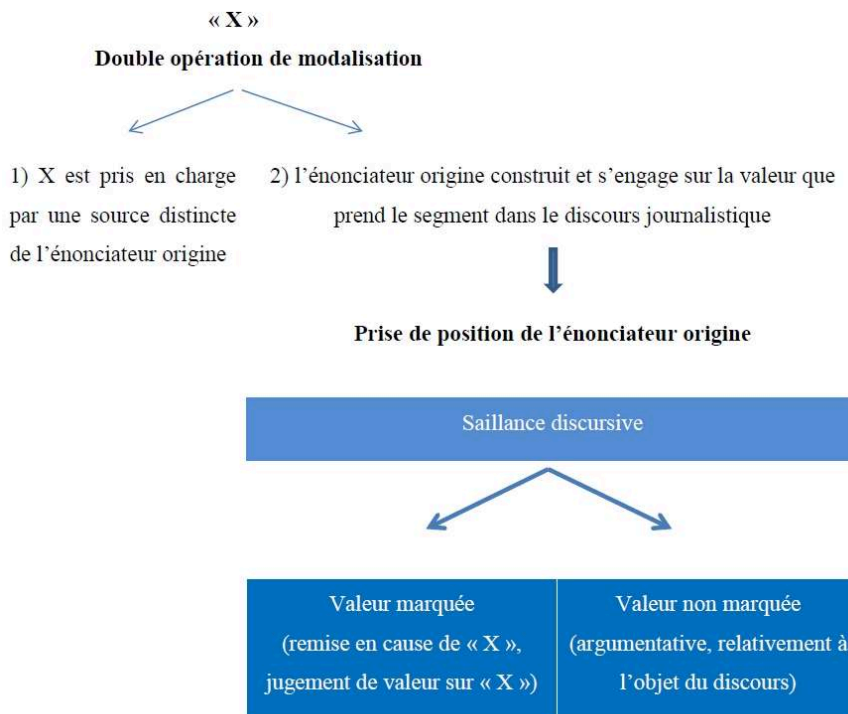 « X »
Double opération de modalisation
1) X est pris en charge
par une source distincte
de l’énonciateur origine
2) l’énonciateur origine construit et s’engage sur la valeur que
prend le segment dans le discours journalistique
Prise de position de l’énonciateur origine
Saillance discursive
Valeur marquée
(remise en cause de « X »,
jugement de valeur sur « X »)
Valeur non marquée
(argumentative, relativement à
l’objet du discours)